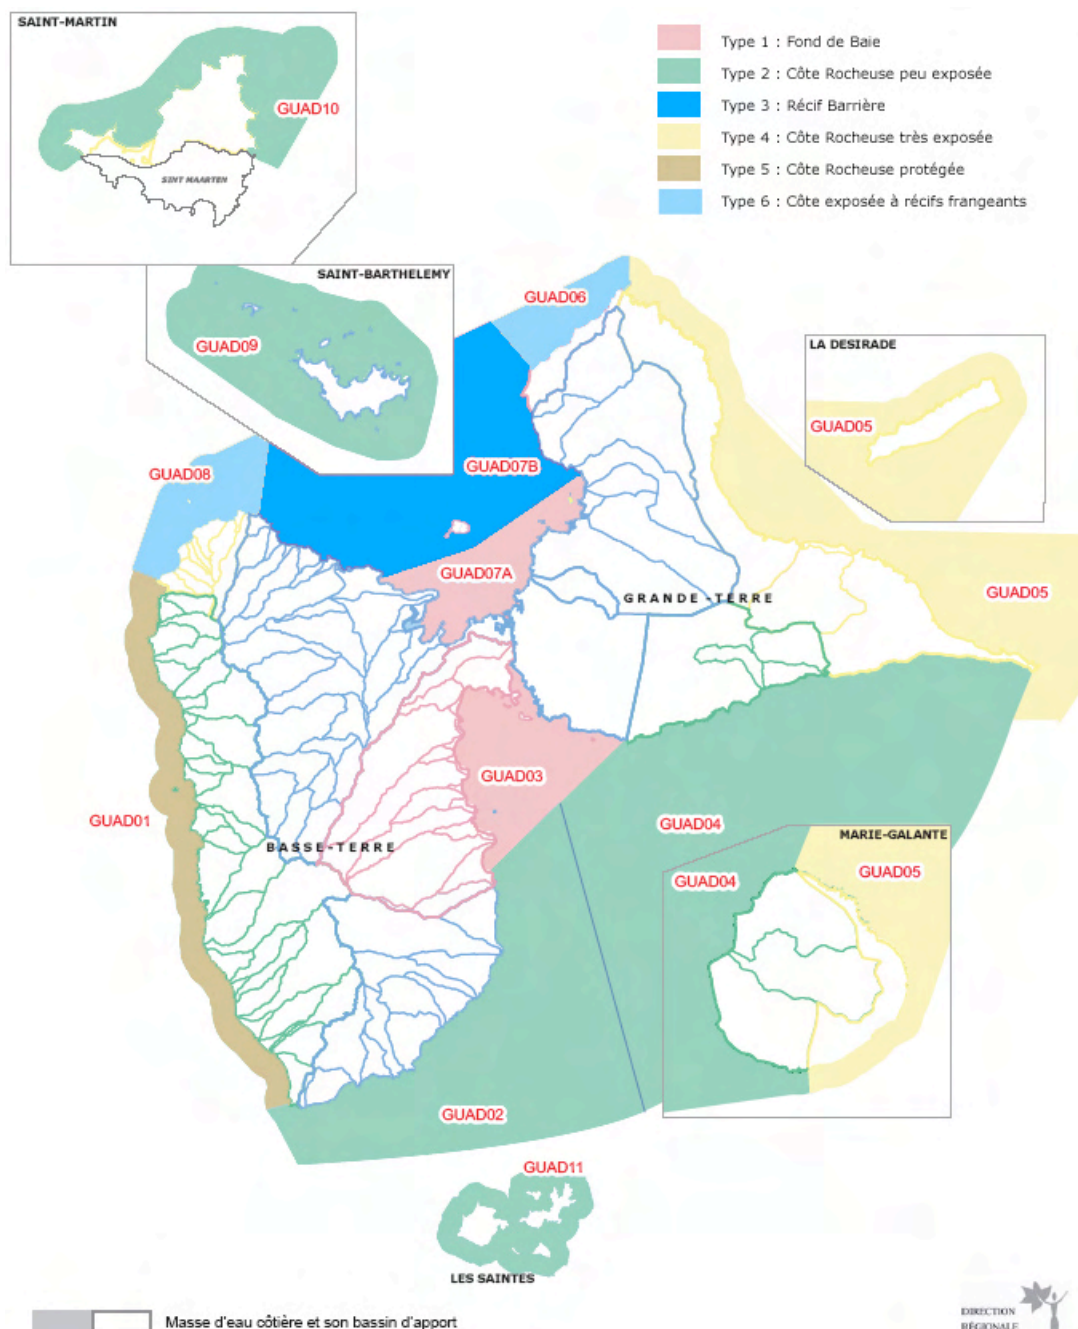 SAINT-MARTIN
GUAD10
SINT MAARTEN
Type 1 : Fond de Baie
Type 2 : Côte Rocheuse peu exposée
Type 3 : Récif Barrière
Type 4 : Côte Rocheuse très exposée
Type 5 : Côte Rocheuse protégée
Type 6 : Côte exposée à récifs frangeants
SAINT-BARTHELEMY
GUAD09
GUAD06
LA DESIRADE
GUAD05
GUAD08
GUAD07B
GUAD07A
GRANDE-TERRE
GUAD05
GUAD03
GUAD01
GUAD04
BASSE-TERRE
MARIE-GALANTE
GUAD04
GUAD05
GUAD02
GUAD11
LES SAINTES
Masse d'eau côtière et son bassin d'apport
DIRECTION
RÉGIONALE